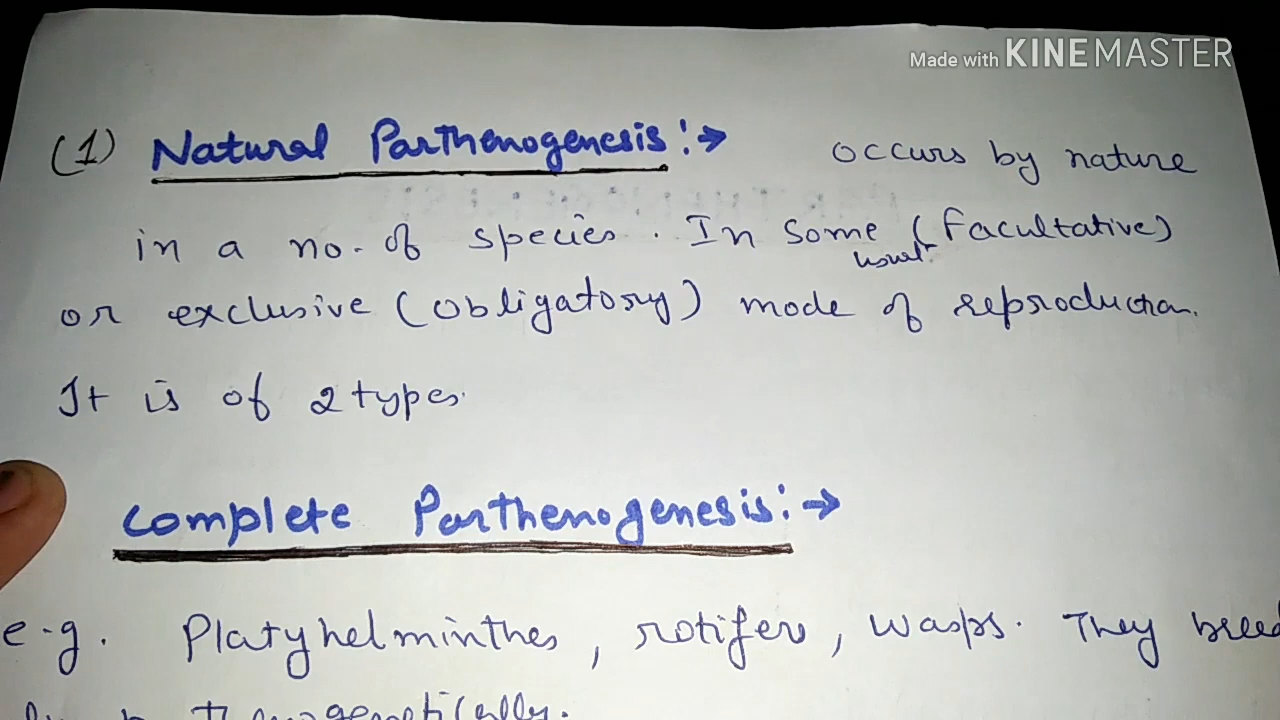 Made with KINEMASTER
(1) Natural Parthenogenesis:→ occurs by nature
in a no. of species. In some (facultative)
usual
or exclusive (obligatory) mode of reproduction.
It is of 2 types.
Complete Parthenogenesis:→
e.g. Platyhelminthes, rotifers, wasps. They breed